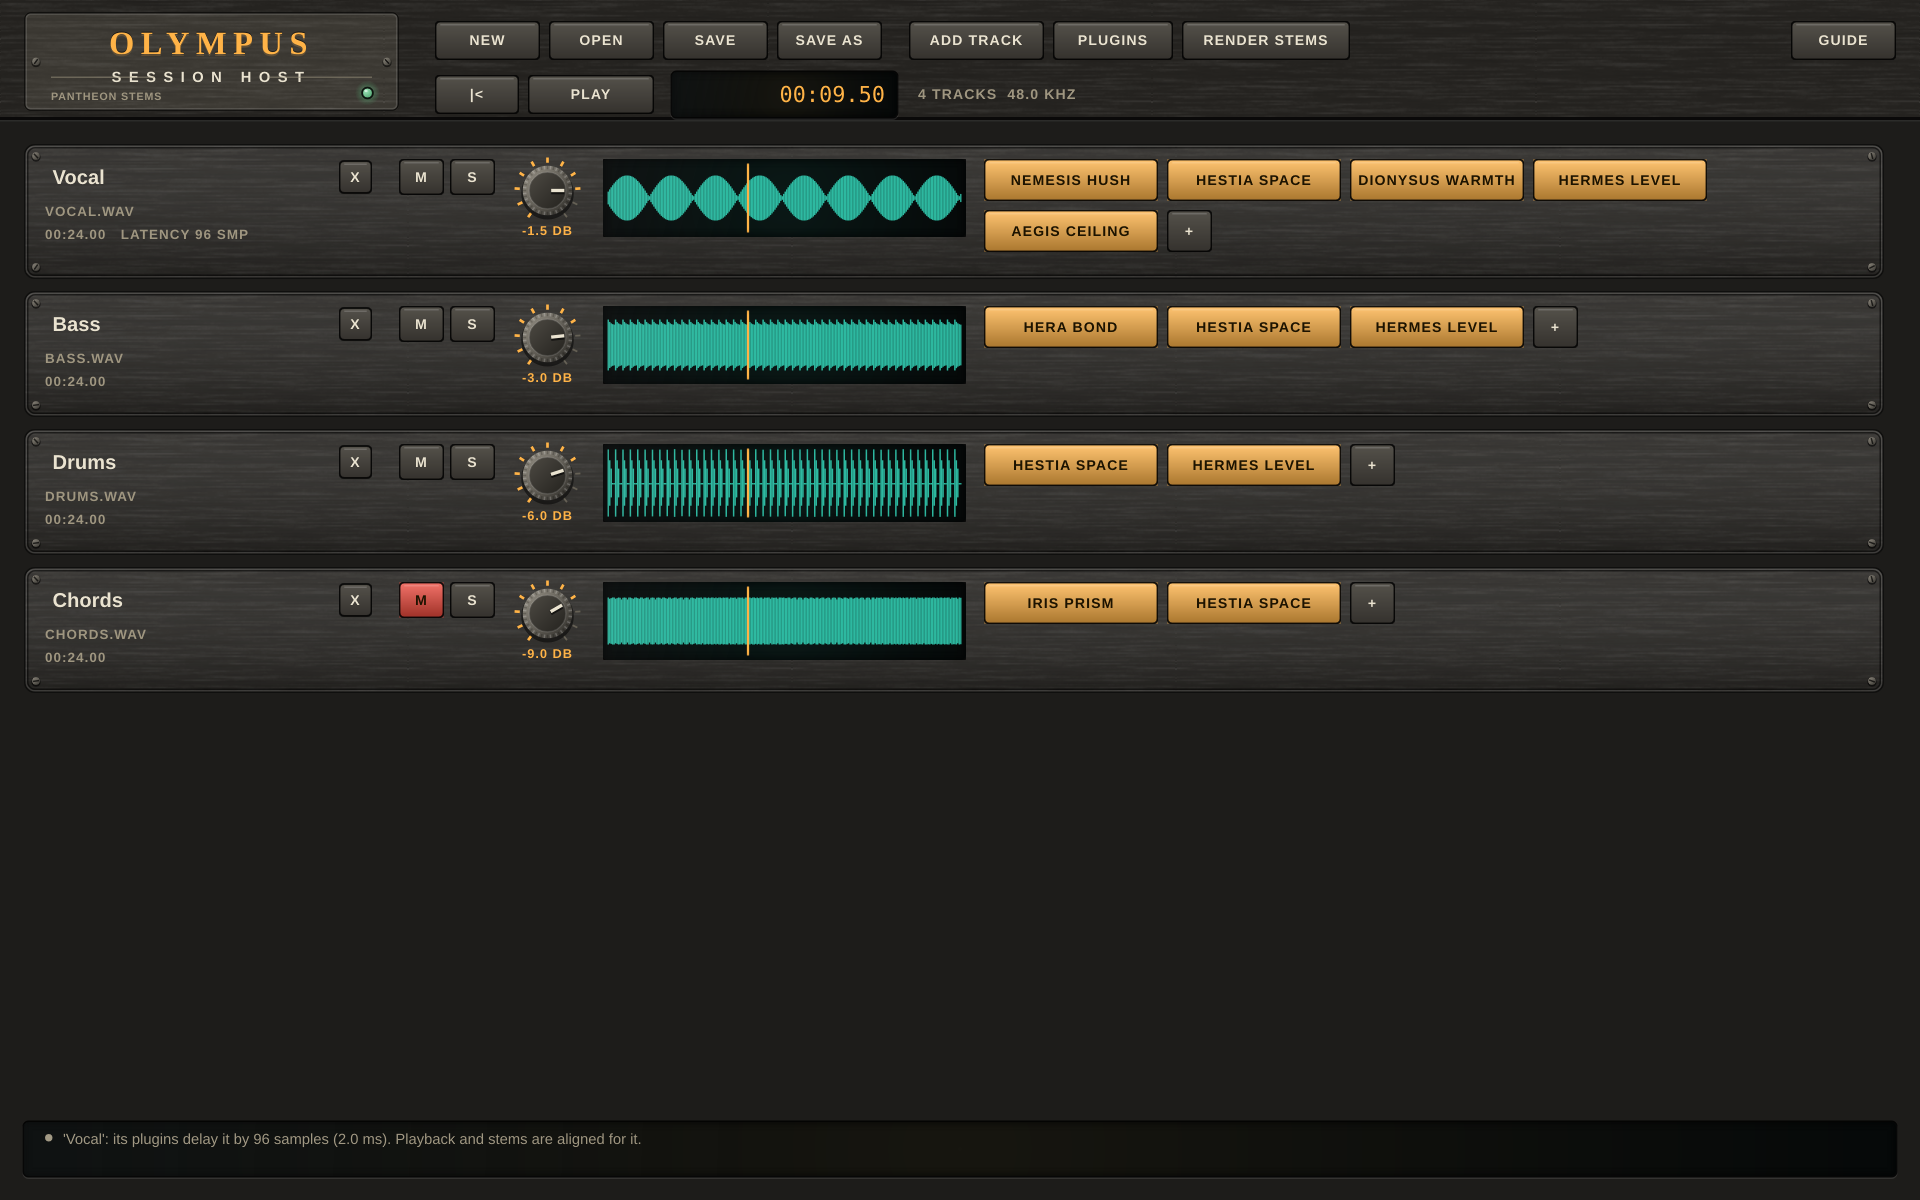 OLYMPUS
SESSION HOST
PANTHEON STEMS
NEW OPEN SAVE SAVE AS ADD TRACK PLUGINS RENDER STEMS GUIDE
|< PLAY 00:09.50 4 TRACKS 48.0 KHZ
Vocal X M S NEMESIS HUSH HESTIA SPACE DIONYSUS WARMTH HERMES LEVEL
VOCAL.WAV
00:24.00 LATENCY 96 SMP -1.5 DB AEGIS CEILING +
Bass X M S HERA BOND HESTIA SPACE HERMES LEVEL +
BASS.WAV
00:24.00 -3.0 DB
Drums X M S HESTIA SPACE HERMES LEVEL +
DRUMS.WAV
00:24.00 -6.0 DB
Chords X M S IRIS PRISM HESTIA SPACE +
CHORDS.WAV
00:24.00 -9.0 DB
'Vocal': its plugins delay it by 96 samples (2.0 ms). Playback and stems are aligned for it.